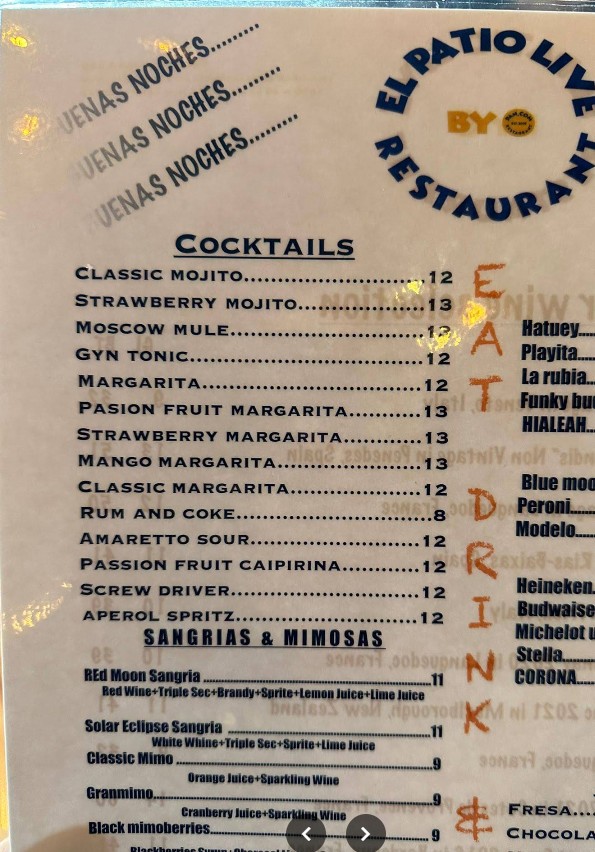 UENAS NOCHES.........
UENAS NOCHES.........
UENAS NOCHES.........
EL PATIO LIVE
BY
RESTAURANT
COCKTAILS
CLASSIC MOJITO..........................12
STRAWBERRY MOJITO..................13
MOSCOW MULE...........................
GYN TONIC.................................12
MARGARITA...............................12
PASION FRUIT MARGARITA...........13
STRAWBERRY MARGARITA............13
MANGO MARGARITA.....................13
CLASSIC MARGARITA...................12
RUM AND COKE............................8
AMARETTO SOUR........................12
PASSION FRUIT CAIPIRINA............12
SCREW DRIVER...........................12
APEROL SPRITZ..........................12
SANGRIAS & MIMOSAS
REd Moon Sangria ..............................11
Red Wine+Triple Sec+Brandy+Sprite+Lemon Juice+Lime Juice
Solar Eclipse Sangria ..............................11
White Whine+Triple Sec+Sprite+Lime Juice
Classic Mimo ..............................9
Orange Juice+Sparkling Wine
Granmimo..............................9
Cranberry Juice+Sparkling Wine
Black mimoberries..............................9
EAT
DRINK
&
Hatuey....
Playita....
La rubia...
Funky
HIALEAH..
Blue
Peroni.....
Modelo.....
Heineken.
Budwaise
Michelot
Stella.....
CORONA....
FRESA....
CHOCOLA